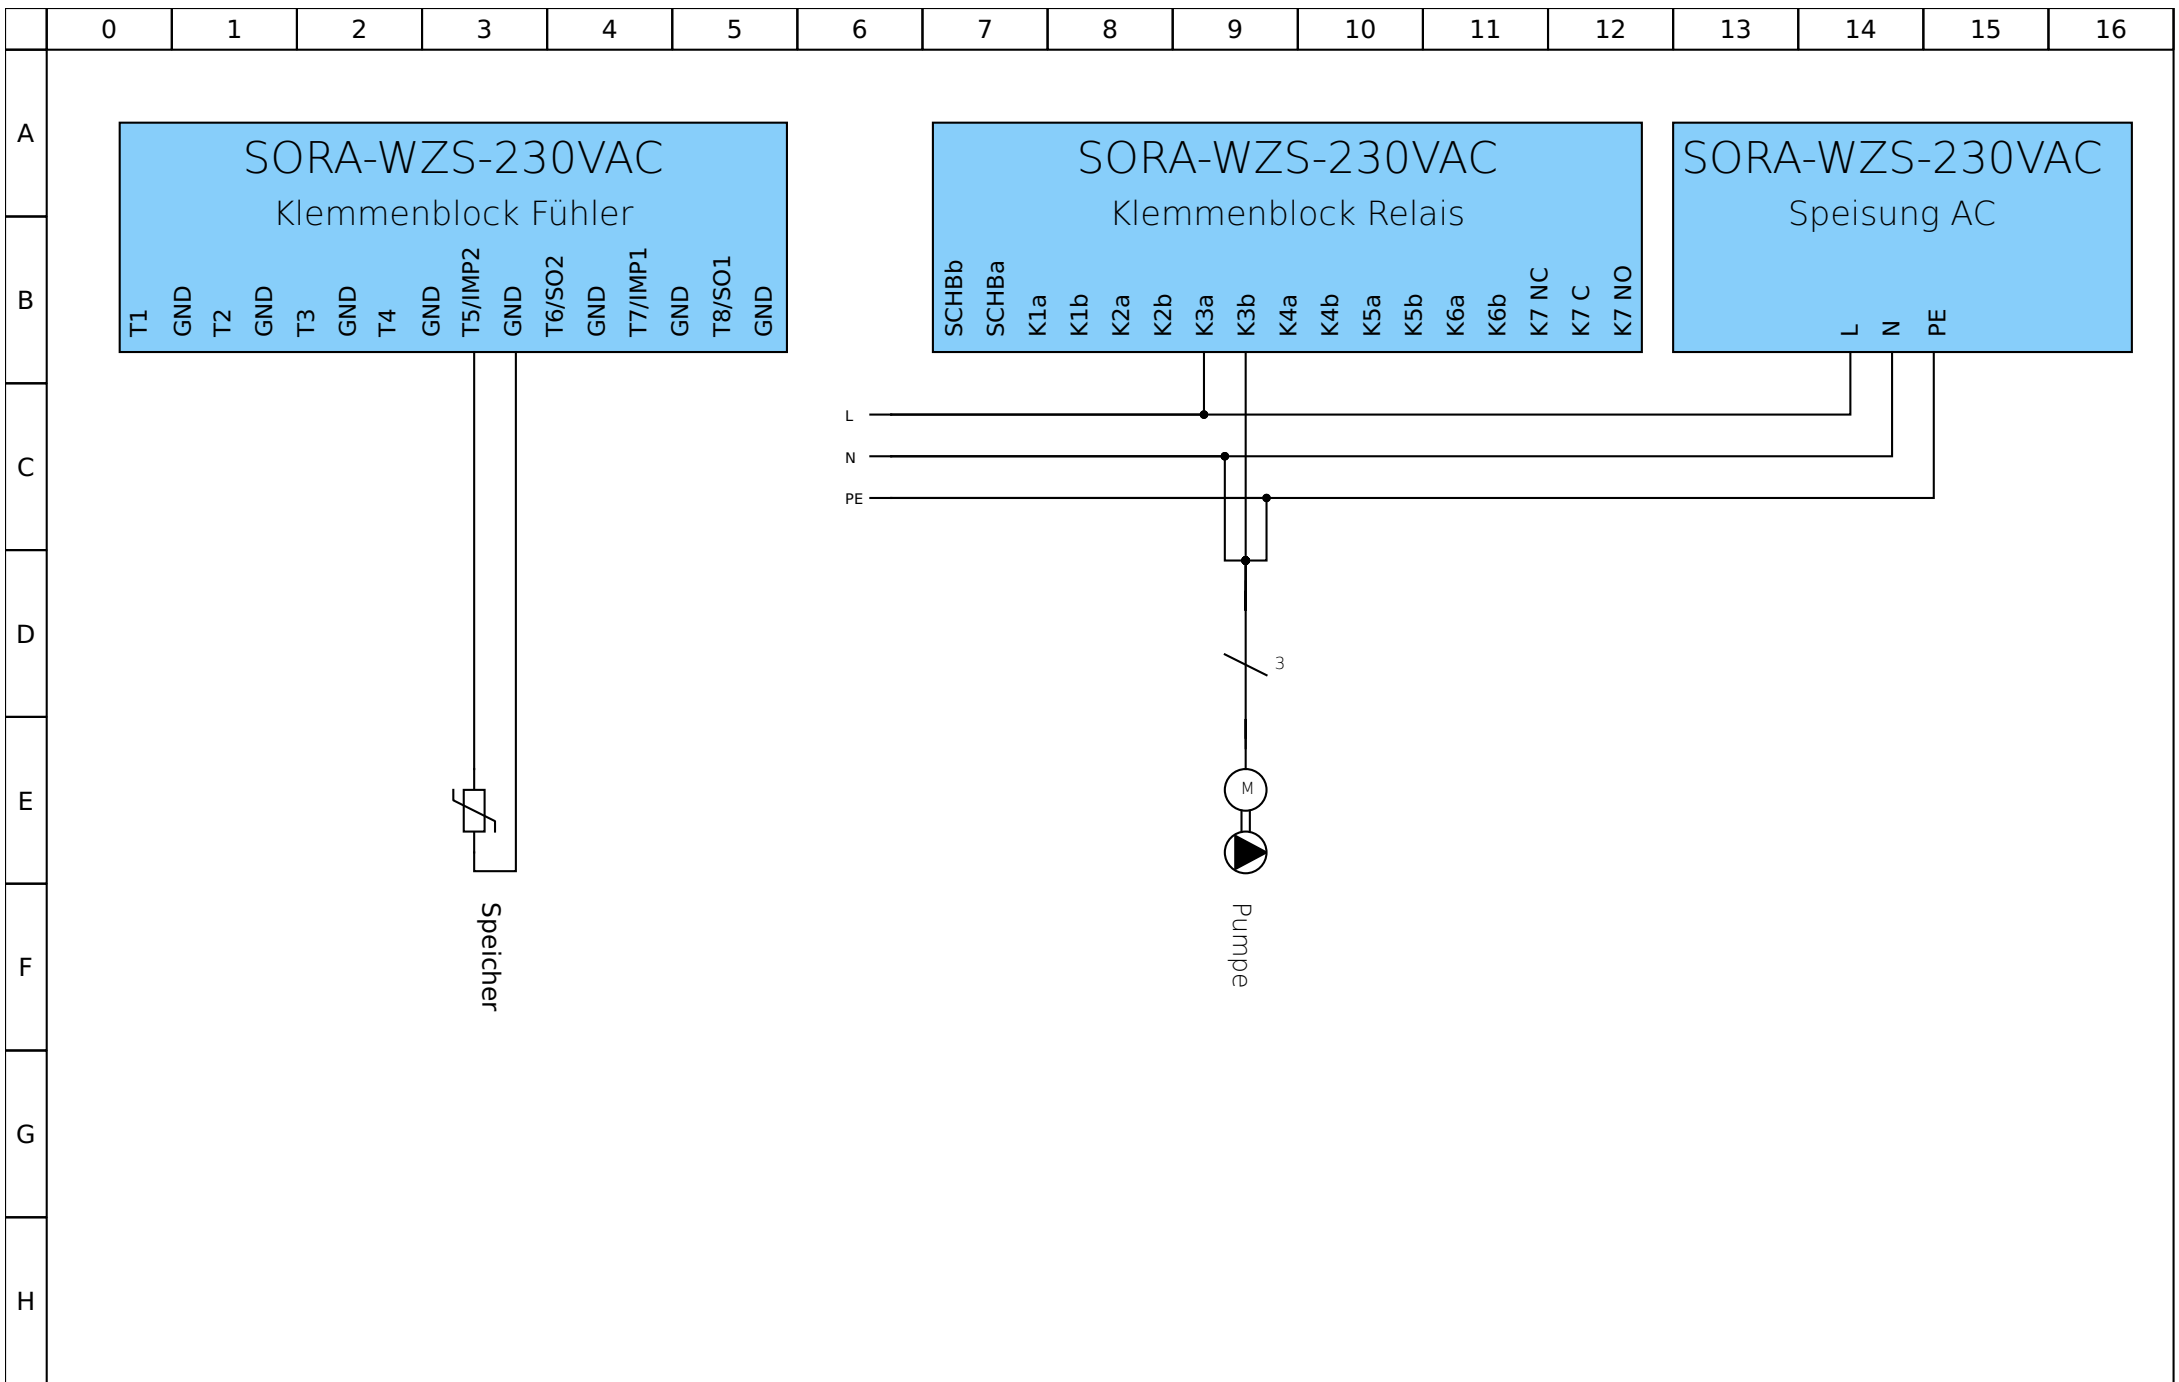 0 1 2 3 4 5 6 7 8 9 10 11 12 13 14 15 16
A
B
C
D
E
F
G
H
SORA-WZS-230VAC
Klemmenblock Fühler
T1 GND T2 GND T3 GND T4 GND T5/IMP2 GND T6/SO2 GND T7/IMP1 GND T8/SO1 GND
SORA-WZS-230VAC
Klemmenblock Relais
SCHBb SCHBa K1a K1b K2a K2b K3a K3b K4a K4b K5a K5b K6a K6b K7 NC K7 C K7 NO
SORA-WZS-230VAC
Speisung AC
L N PE
L
N
PE
3
M
Speicher
Pumpe